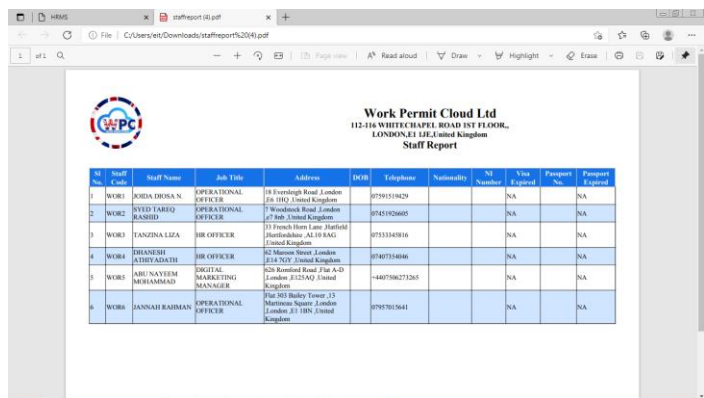 HRMS
staffreport (4).pdf
File
C:/Users/eit/Downloads/staffreport%20(4).pdf
1 of 1
Page view
Read aloud
Draw
Highlight
Erase
WPC
Work Permit Cloud Ltd
112-116 WHITECHAPEL ROAD 1ST FLOOR,,
LONDON,E1 1JE,United Kingdom
Staff Report
Sl No. Staff Code Staff Name Job Title Address DOB Telephone Nationality NI Number Visa Expired Passport No. Passport Expired
1 WOR1 JOIDA DIOSA N. OPERATIONAL OFFICER 18 Eversleigh Road ,London ,E6 1HQ ,United Kingdom 07591519429 NA NA
2 WOR2 SYED TAREQ RASHID OPERATIONAL OFFICER 7 Woodstock Road ,London ,e7 8nb ,United Kingdom 07451926605 NA NA
3 WOR3 TANZINA LIZA HR OFFICER 33 French Horn Lane ,Hatfield ,Hertfordshire ,AL10 8AG ,United Kingdom 07533345816 NA NA
4 WOR4 DHANESH ATHIYADATH HR OFFICER 62 Maroon Street ,London ,E14 7GY ,United Kingdom 07407354046 NA NA
5 WOR5 ABU NAYEEM MOHAMMAD DIGITAL MARKETING MANAGER 626 Romford Road ,Flat A-D ,London ,E125AQ ,United Kingdom +4407506273265 NA NA
6 WOR6 JANNAH RAHMAN OPERATIONAL OFFICER Flat 303 Bailey Tower ,13 Martineau Square ,London ,London ,E1 1BN ,United Kingdom 07957015641 NA NA